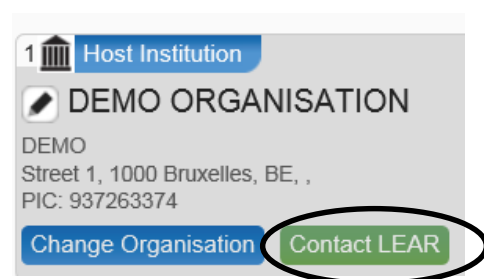 1 Host Institution
DEMO ORGANISATION
DEMO
Street 1, 1000 Bruxelles, BE, ,
PIC: 937263374
Change Organisation Contact LEAR